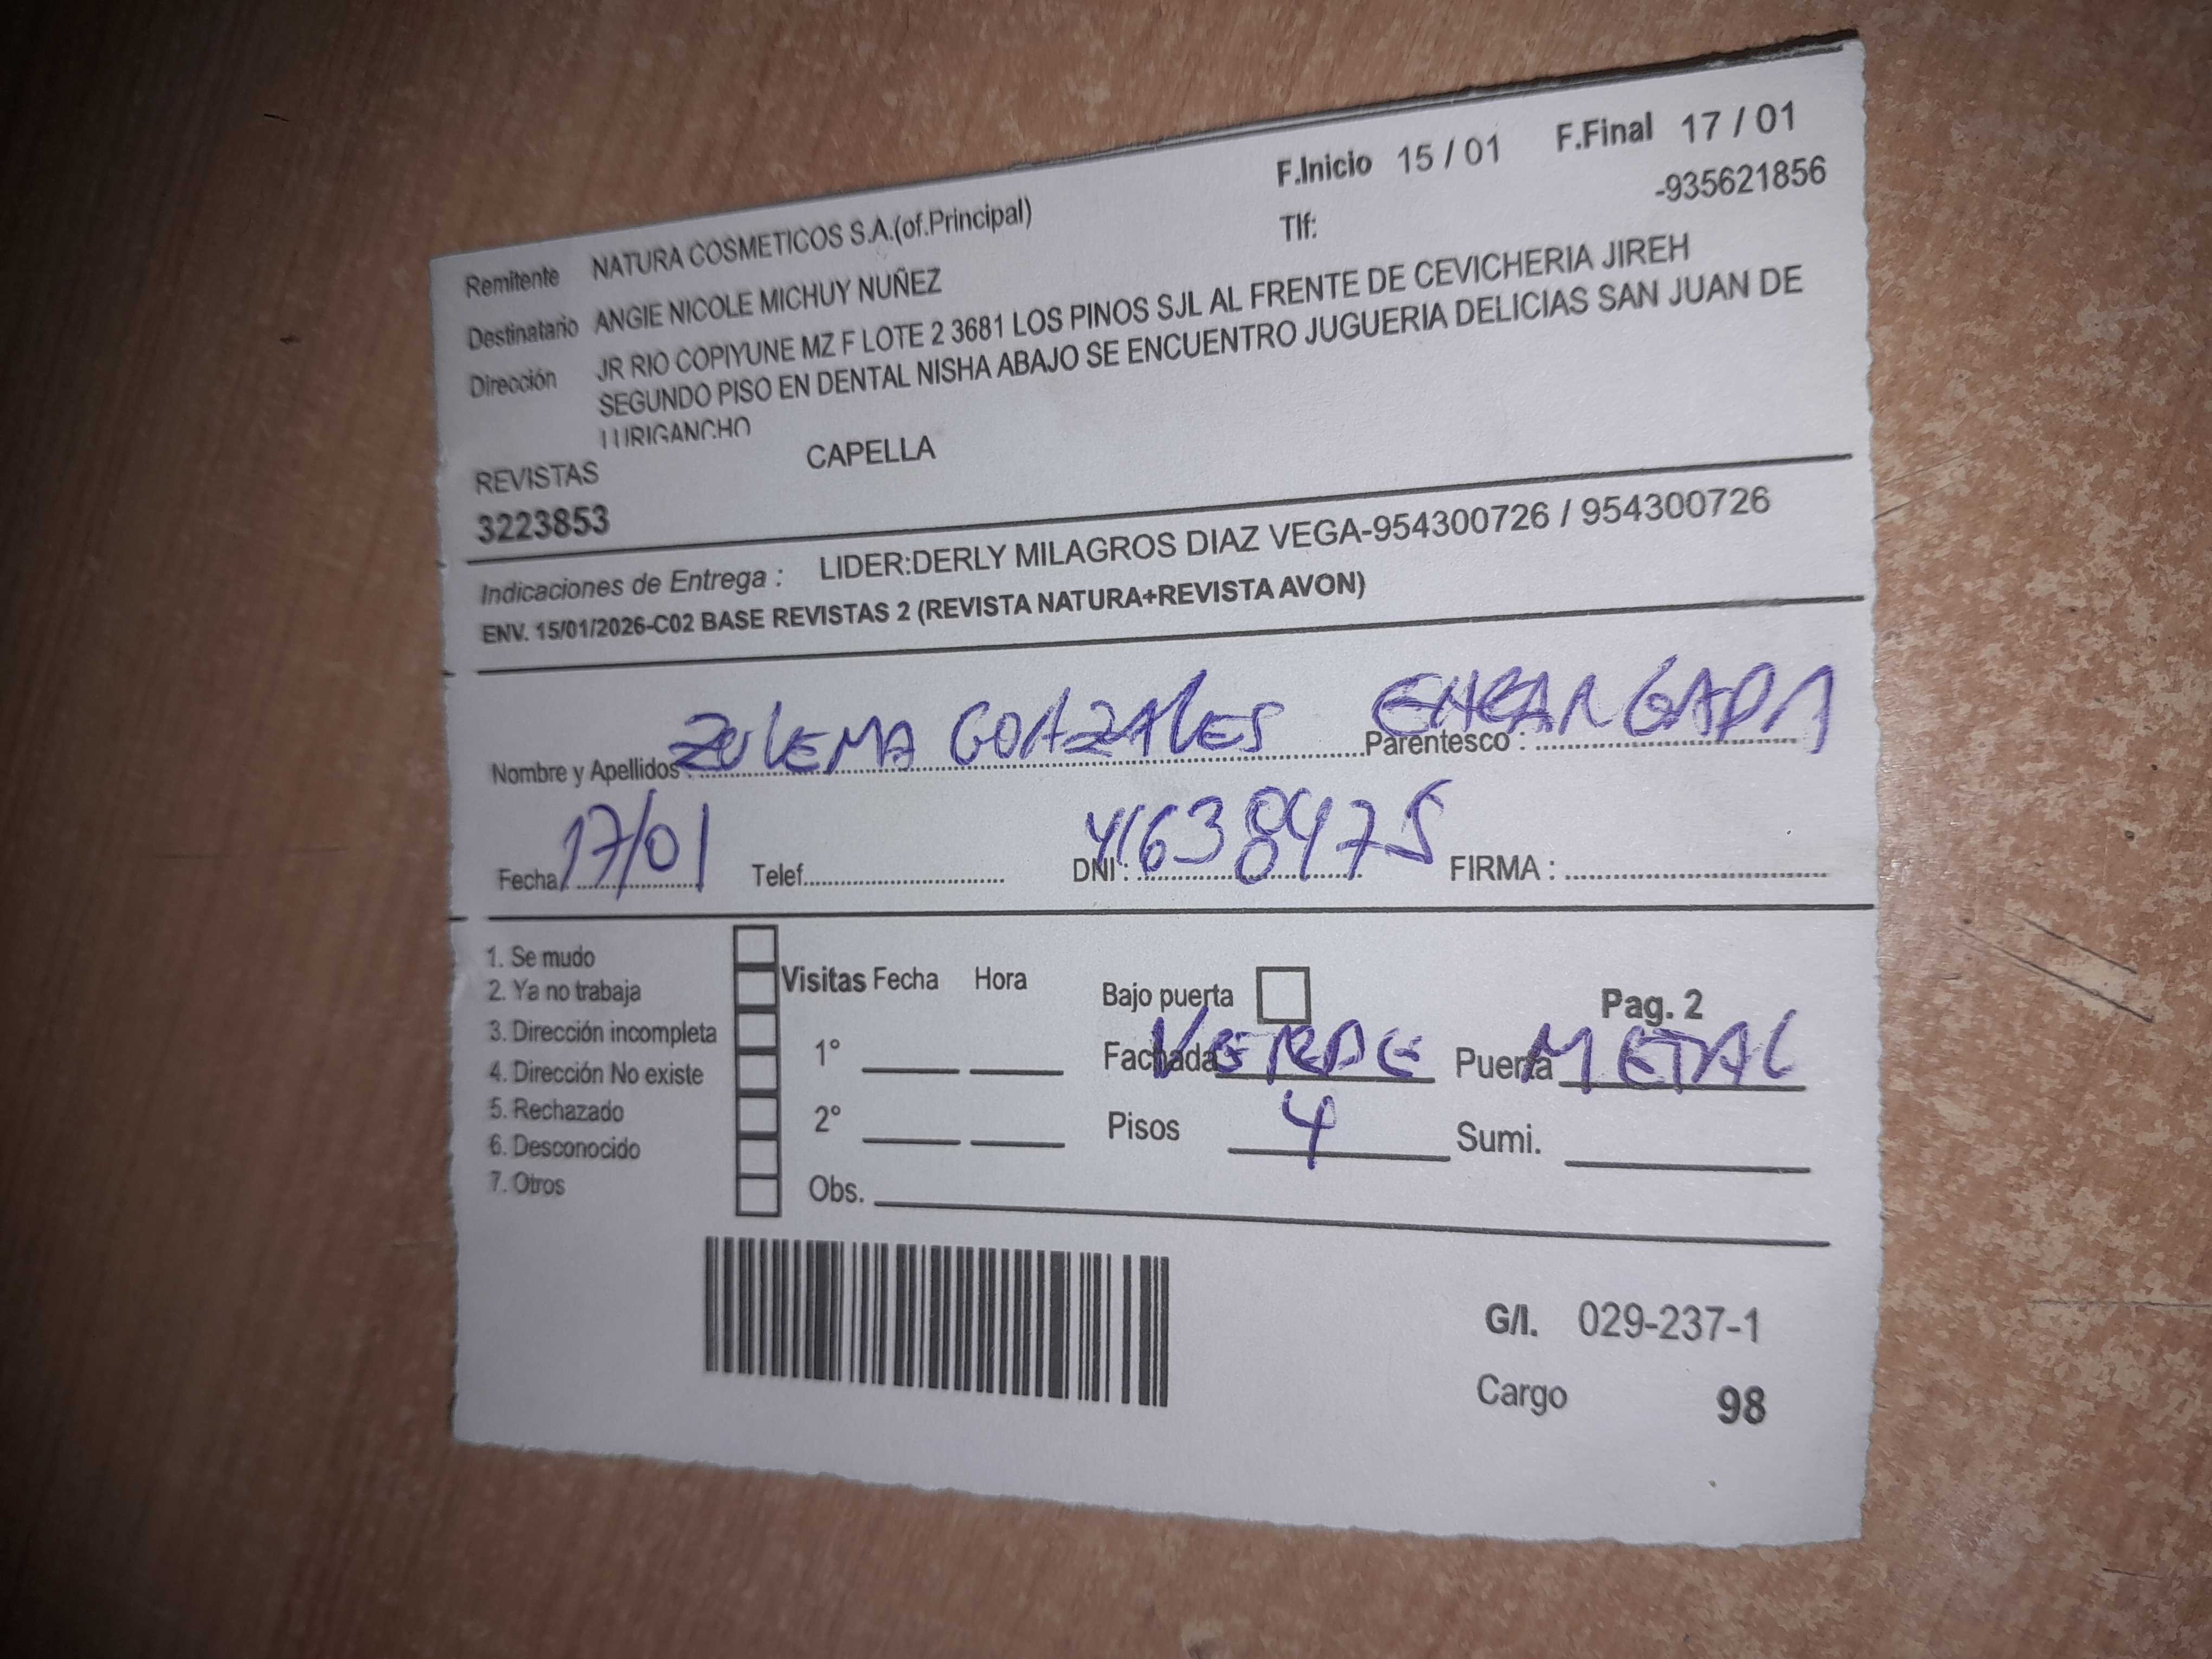 F.Inicio 15 / 01 F.Final 17 / 01
Remitente NATURA COSMETICOS S.A.(of.Principal) Tlf: -935621856
Destinatario ANGIE NICOLE MICHUY NUÑEZ
Dirección JR RIO COPIYUNE MZ F LOTE 2 3681 LOS PINOS SJL AL FRENTE DE CEVICHERIA JIREH
SEGUNDO PISO EN DENTAL NISHA ABAJO SE ENCUENTRO JUGUERIA DELICIAS SAN JUAN DE
LURIGANCHO
REVISTAS CAPELLA
3223853
Indicaciones de Entrega : LIDER:DERLY MILAGROS DIAZ VEGA-954300726 / 954300726
ENV. 15/01/2026-C02 BASE REVISTAS 2 (REVISTA NATURA+REVISTA AVON)
Nombre y Apellidos : ZULEMA GONZALES Parentesco : ENCARGADA
Fecha 17/01 Telef. DNI : 41638475 FIRMA :
1. Se mudo
2. Ya no trabaja Visitas Fecha Hora Bajo puerta Pag. 2
3. Dirección incompleta 1° Fachada VERDE Puerta METAL
4. Dirección No existe
5. Rechazado 2° Pisos 4 Sumi.
6. Desconocido
7. Otros Obs.
G/I. 029-237-1
Cargo 98